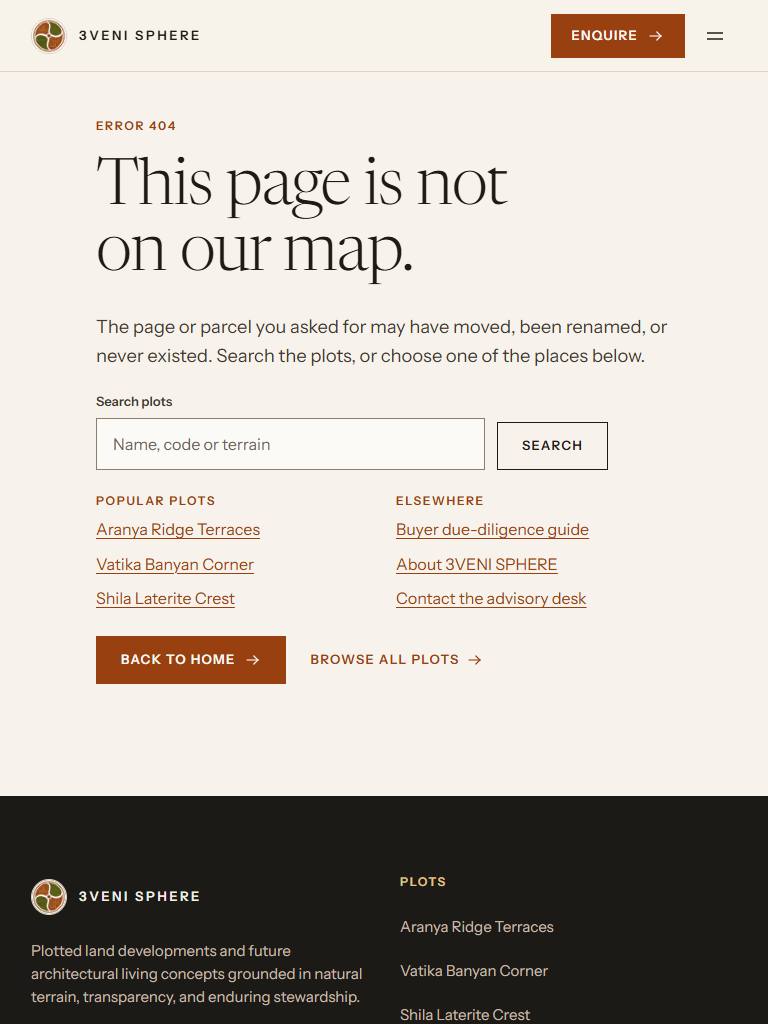 3VENI SPHERE
ENQUIRE
ERROR 404
This page is not
on our map.
The page or parcel you asked for may have moved, been renamed, or
never existed. Search the plots, or choose one of the places below.
Search plots
Name, code or terrain
SEARCH
POPULAR PLOTS
Aranya Ridge Terraces
Vatika Banyan Corner
Shila Laterite Crest
ELSEWHERE
Buyer due-diligence guide
About 3VENI SPHERE
Contact the advisory desk
BACK TO HOME
BROWSE ALL PLOTS
3VENI SPHERE
Plotted land developments and future
architectural living concepts grounded in natural
terrain, transparency, and enduring stewardship.
PLOTS
Aranya Ridge Terraces
Vatika Banyan Corner
Shila Laterite Crest